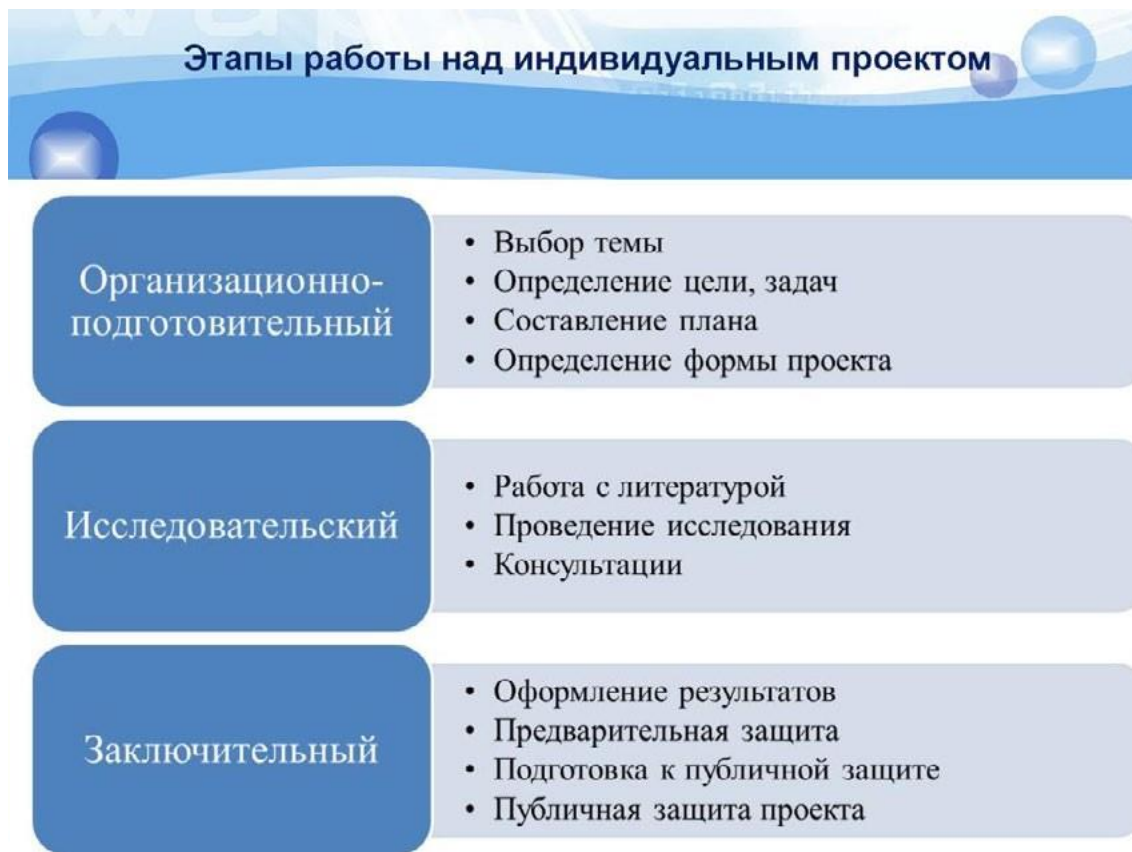 Этапы работы над индивидуальным проектом
Организационно-
подготовительный
• Выбор темы
• Определение цели, задач
• Составление плана
• Определение формы проекта
Исследовательский
• Работа с литературой
• Проведение исследования
• Консультации
Заключительный
• Оформление результатов
• Предварительная защита
• Подготовка к публичной защите
• Публичная защита проекта